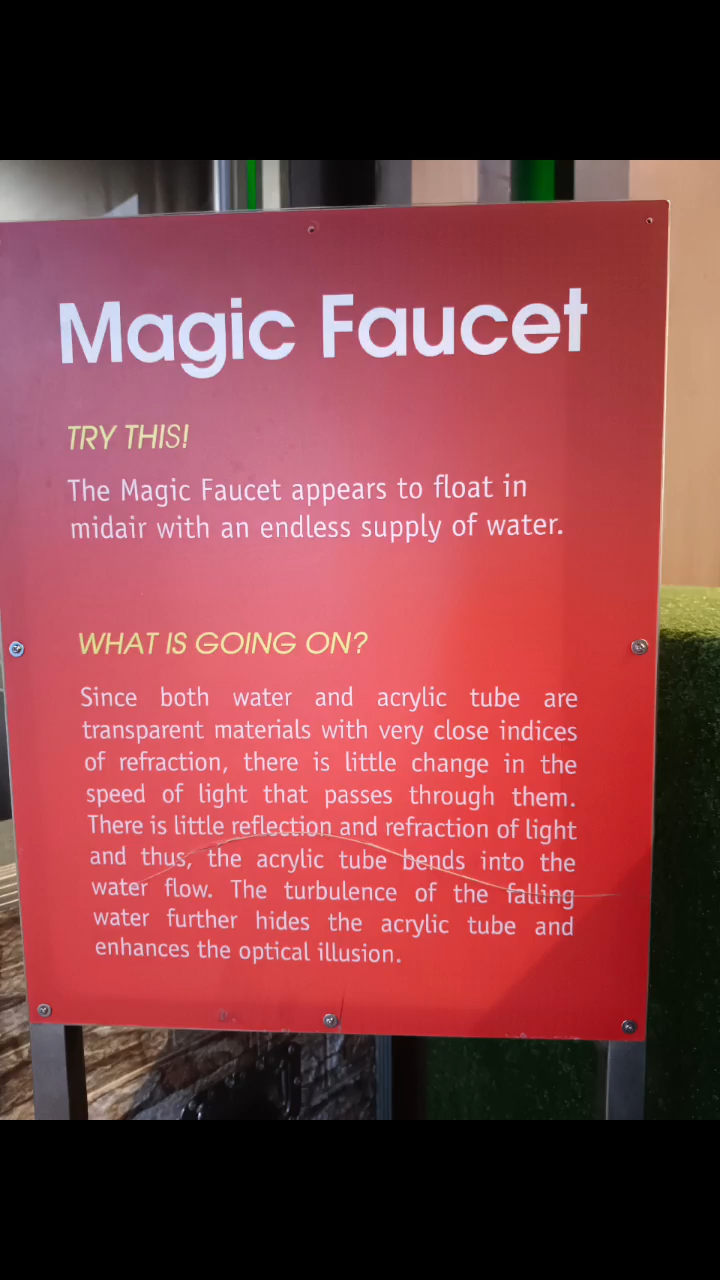 Magic Faucet
TRY THIS!
The Magic Faucet appears to float in
midair with an endless supply of water.
WHAT IS GOING ON?
Since both water and acrylic tube are
transparent materials with very close indices
of refraction, there is little change in the
speed of light that passes through them.
There is little reflection and refraction of light
and thus, the acrylic tube bends into the
water flow. The turbulence of the falling
water further hides the acrylic tube and
enhances the optical illusion.